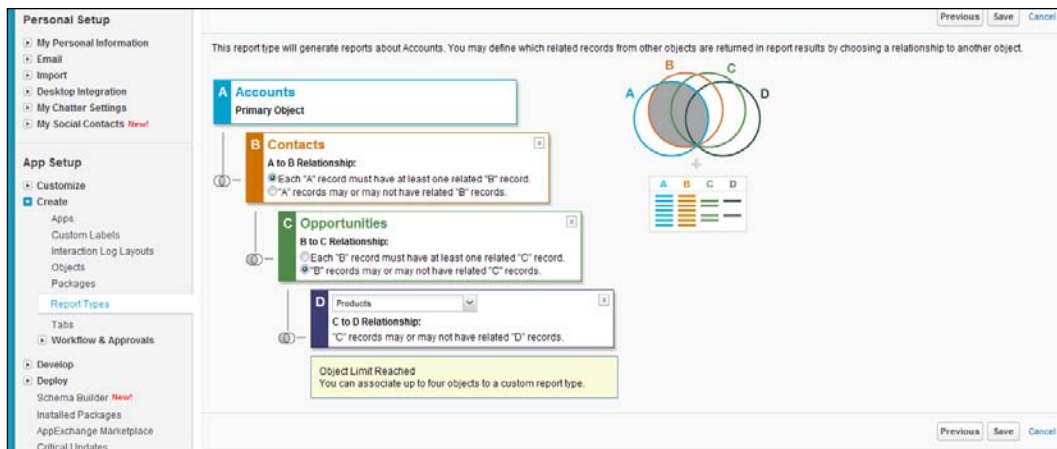 Personal Setup
My Personal Information
Email
Import
Desktop Integration
My Chatter Settings
My Social Contacts New!
App Setup
Customize
Create
Apps
Custom Labels
Interaction Log Layouts
Objects
Packages
Report Types
Tabs
Workflow & Approvals
Develop
Deploy
Schema Builder New!
Installed Packages
AppExchange Marketplace
Critical Updates
Previous Save Cancel
This report type will generate reports about Accounts. You may define which related records from other objects are returned in report results by choosing a relationship to another object.
A Accounts
Primary Object
B Contacts
A to B Relationship:
Each "A" record must have at least one related "B" record.
"A" records may or may not have related "B" records.
C Opportunities
B to C Relationship:
Each "B" record must have at least one related "C" record.
"B" records may or may not have related "C" records.
D Products
C to D Relationship:
"C" records may or may not have related "D" records.
Object Limit Reached
You can associate up to four objects to a custom report type.
B C
A D
A B C D
Previous Save Cancel